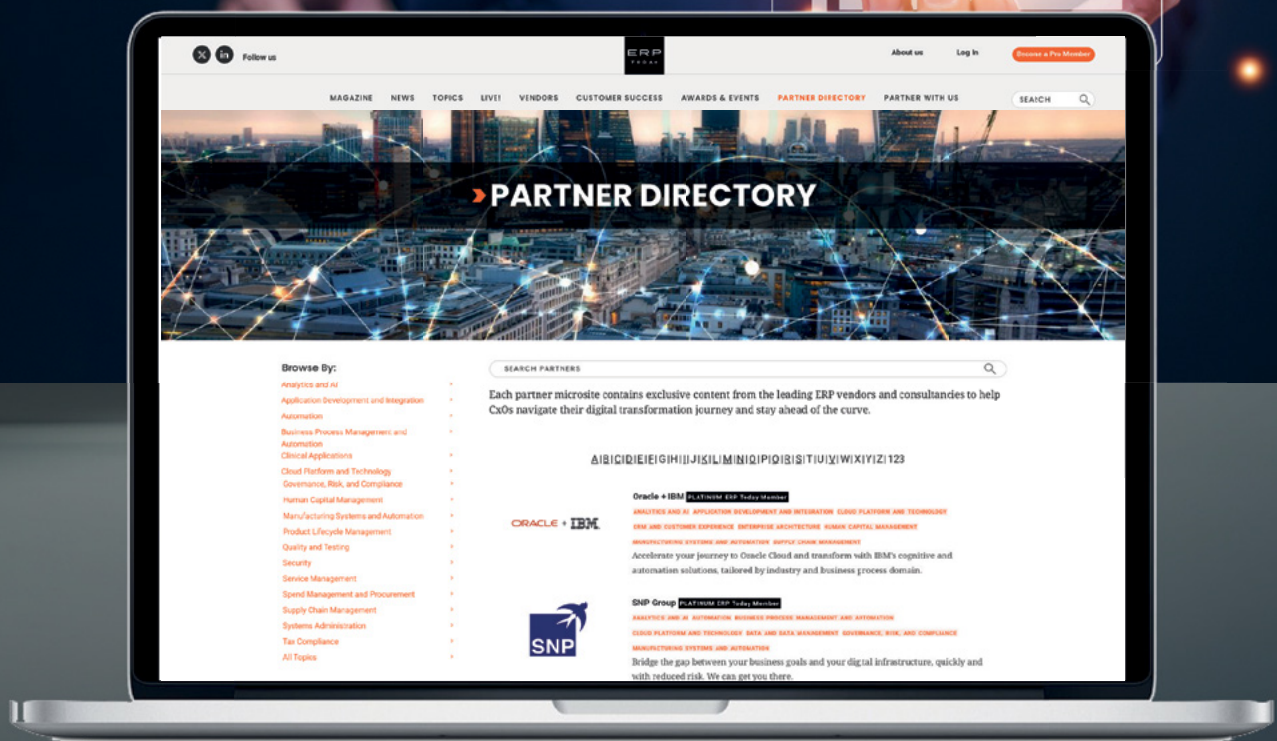 X in Follow us
ERP
TODAY
About us Log In Become a Pro Member
MAGAZINE NEWS TOPICS LIVE! VENDORS CUSTOMER SUCCESS AWARDS & EVENTS PARTNER DIRECTORY PARTNER WITH US SEARCH
PARTNER DIRECTORY
Browse By:
Analytics and AI
Application Development and Integration
Automation
Business Process Management and
Automation
Clinical Applications
Cloud Platform and Technology
Governance, Risk, and Compliance
Human Capital Management
Manufacturing Systems and Automation
Product Lifecycle Management
Quality and Testing
Security
Service Management
Spend Management and Procurement
Supply Chain Management
Systems Administration
Tax Compliance
All Topics
SEARCH PARTNERS
Each partner microsite contains exclusive content from the leading ERP vendors and consultancies to help
CxOs navigate their digital transformation journey and stay ahead of the curve.
A|B|C|D|E|F|G|H|I|J|K|L|M|N|O|P|Q|R|S|T|U|V|W|X|Y|Z|123
ORACLE + IBM
Oracle + IBM PLATINUM ERP Today Member
ANALYTICS AND AI APPLICATION DEVELOPMENT AND INTEGRATION CLOUD PLATFORM AND TECHNOLOGY
CRM AND CUSTOMER EXPERIENCE ENTERPRISE ARCHITECTURE HUMAN CAPITAL MANAGEMENT
MANUFACTURING SYSTEMS AND AUTOMATION SUPPLY CHAIN MANAGEMENT
Accelerate your journey to Oracle Cloud and transform with IBM's cognitive and
automation solutions, tailored by industry and business process domain.
SNP
SNP Group PLATINUM ERP Today Member
ANALYTICS AND AI AUTOMATION BUSINESS PROCESS MANAGEMENT AND AUTOMATION
CLOUD PLATFORM AND TECHNOLOGY DATA AND DATA MANAGEMENT GOVERNANCE, RISK, AND COMPLIANCE
MANUFACTURING SYSTEMS AND AUTOMATION
Bridge the gap between your business goals and your digital infrastructure, quickly and
with reduced risk. We can get you there.